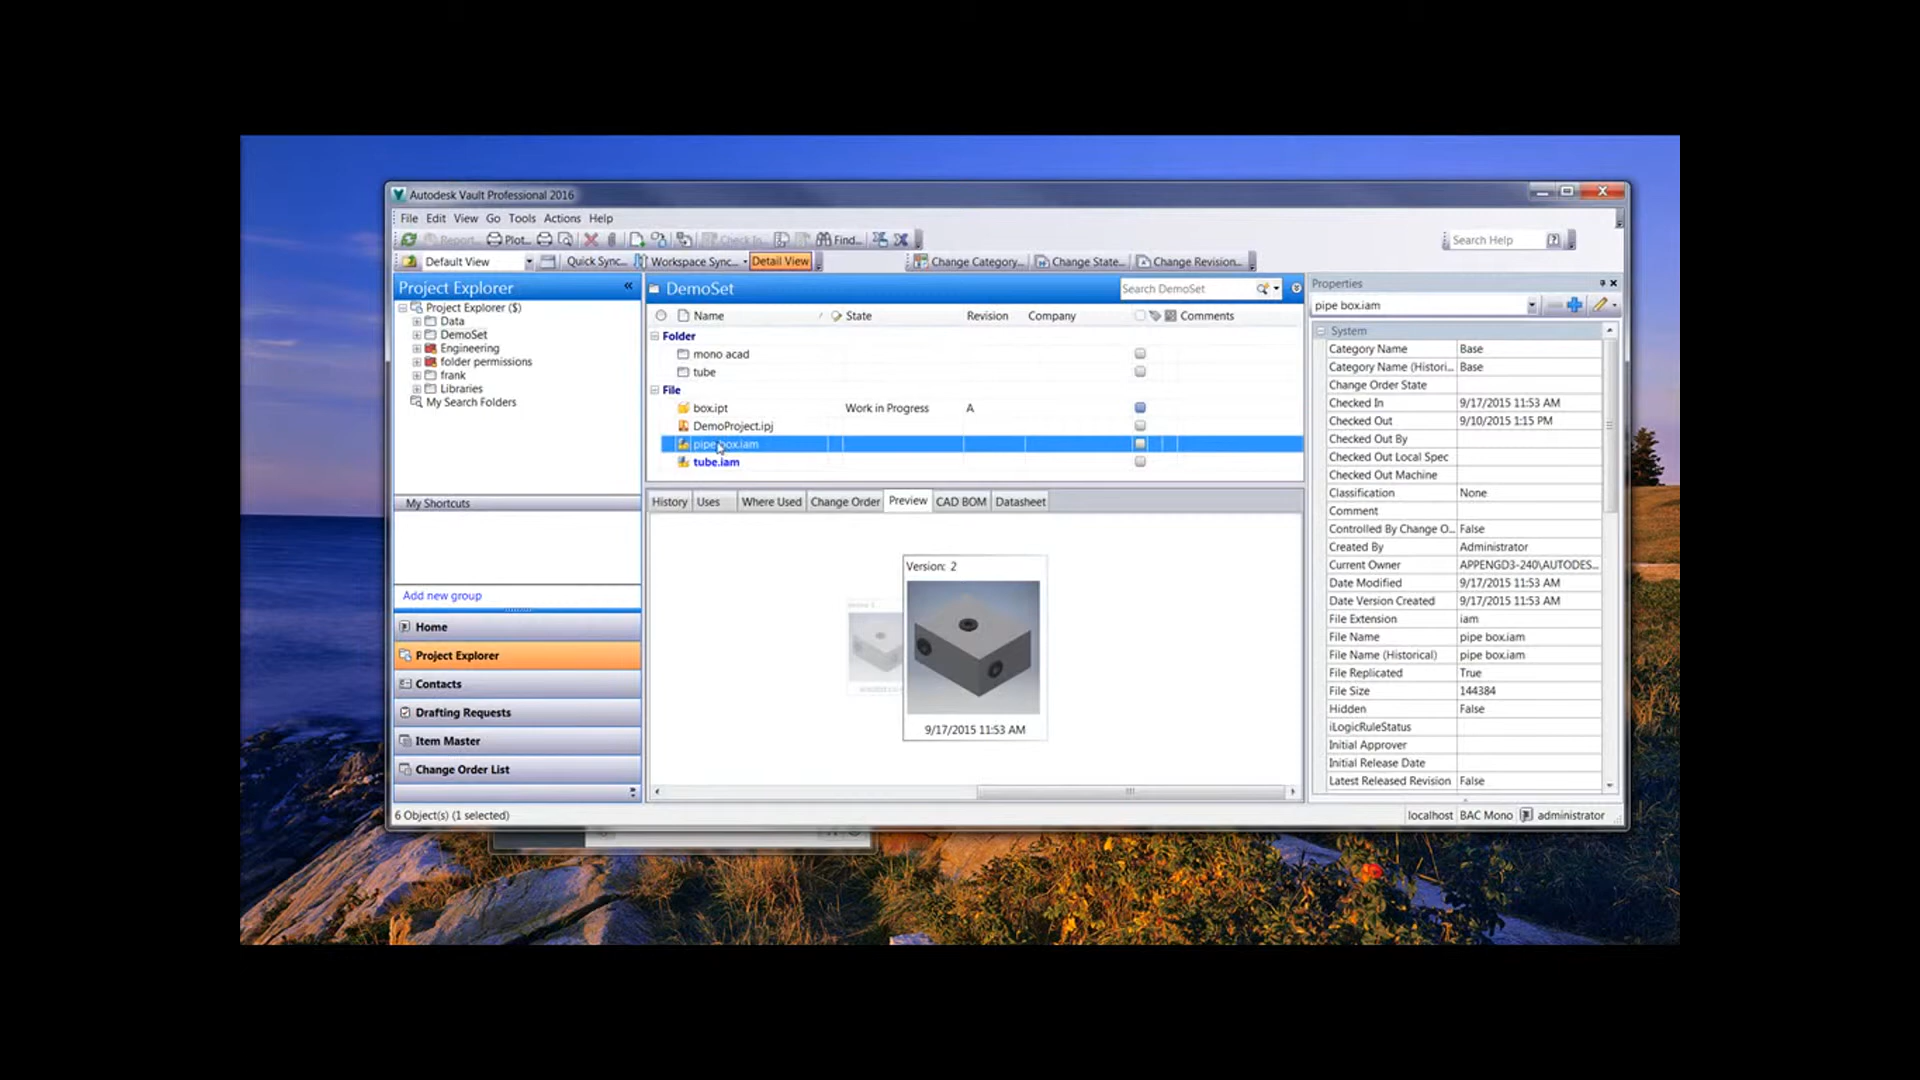 Autodesk Vault Professional 2016
File Edit View Go Tools Actions Help
Report... Plot... Check In... Find...
Search Help
Default View Quick Sync... Workspace Sync... Detail View Change Category... Change State... Change Revision...
Project Explorer «
Project Explorer ($)
Data
DemoSet
Engineering
folder permissions
frank
Libraries
My Search Folders
My Shortcuts
Add new group
Home
Project Explorer
Contacts
Drafting Requests
Item Master
Change Order List
DemoSet
Search DemoSet
Name / State Revision Company Comments
Folder
mono acad
tube
File
box.ipt Work in Progress A
DemoProject.ipj
pipe box.iam
tube.iam
History Uses Where Used Change Order Preview CAD BOM Datasheet
Version: 2
9/17/2015 11:53 AM
Properties
pipe box.iam
System
Category Name Base
Category Name (Histori... Base
Change Order State
Checked In 9/17/2015 11:53 AM
Checked Out 9/10/2015 1:15 PM
Checked Out By
Checked Out Local Spec
Checked Out Machine
Classification None
Comment
Controlled By Change O... False
Created By Administrator
Current Owner APPENGD3-240\AUTODES...
Date Modified 9/17/2015 11:53 AM
Date Version Created 9/17/2015 11:53 AM
File Extension iam
File Name pipe box.iam
File Name (Historical) pipe box.iam
File Replicated True
File Size 144384
Hidden False
iLogicRuleStatus
Initial Approver
Initial Release Date
Latest Released Revision False
6 Object(s) (1 selected)
localhost BAC Mono administrator